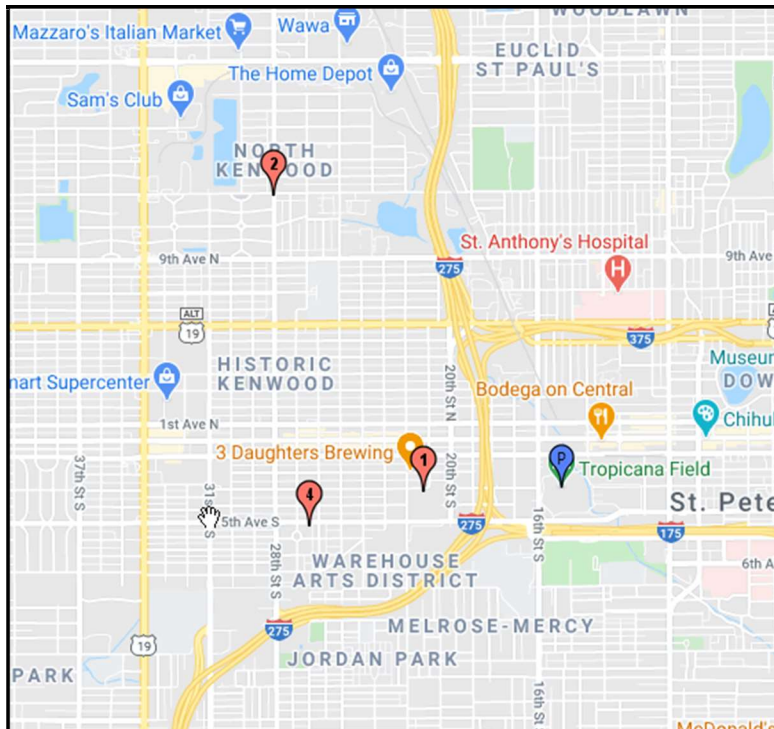 WOODLAWN
Mazzaro's Italian Market
Wawa
EUCLID
ST PAUL'S
The Home Depot
Sam's Club
NORTH
KENWOOD
2
St. Anthony's Hospital
H
9th Ave N
9th Ave
275
ALT
19
375
HISTORIC
KENWOOD
20th St N
Museum
DOW
mart Supercenter
Bodega on Central
Chihul
1st Ave N
3 Daughters Brewing
1
P
Tropicana Field
37th St S
31st S
4
20th St S
St. Pete
5th Ave S
275
16th St S
175
28th St S
WAREHOUSE
ARTS DISTRICT
6th A
275
MELROSE-MERCY
19
JORDAN PARK
PARK
16th St
McDonald's